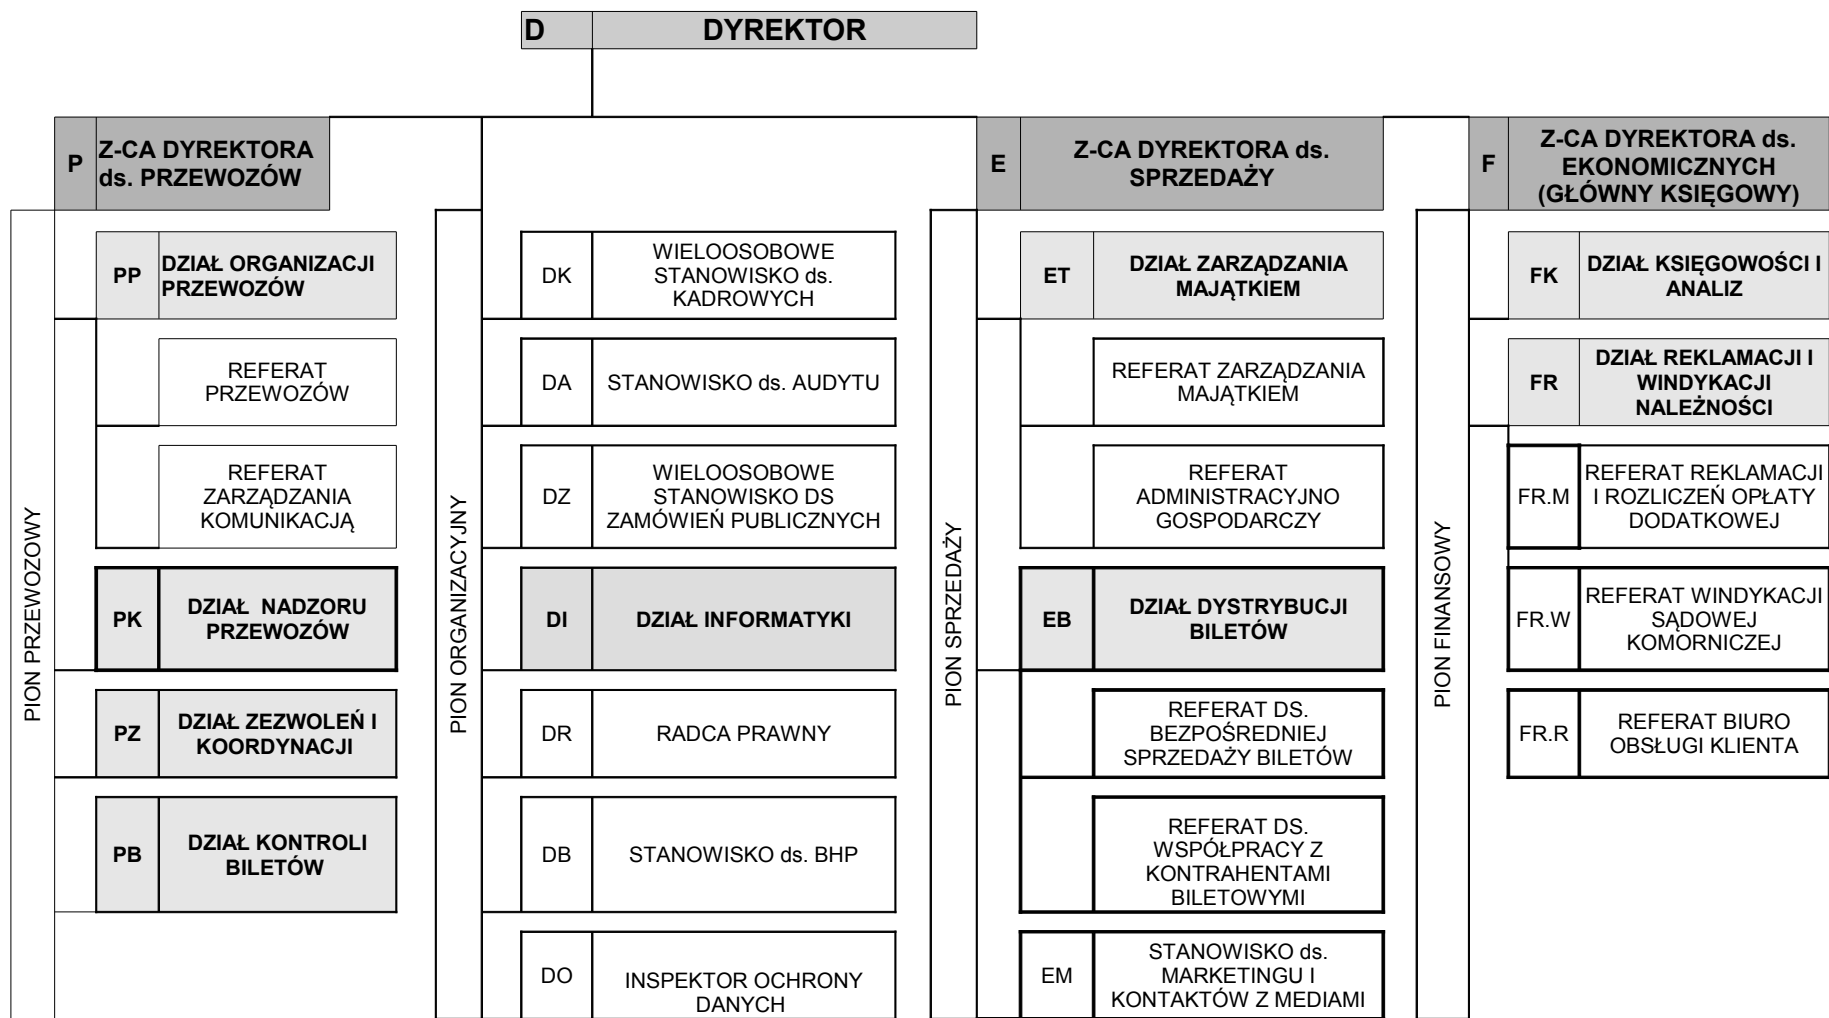 D DYREKTOR
P Z-CA DYREKTORA
ds. PRZEWOZÓW
E Z-CA DYREKTORA ds.
SPRZEDAŻY
F Z-CA DYREKTORA ds.
EKONOMICZNYCH
(GŁÓWNY KSIĘGOWY)
PION PRZEWOZOWY
PP DZIAŁ ORGANIZACJI
PRZEWOZÓW
REFERAT
PRZEWOZÓW
REFERAT
ZARZĄDZANIA
KOMUNIKACJĄ
PK DZIAŁ NADZORU
PRZEWOZÓW
PZ DZIAŁ ZEZWOLEŃ I
KOORDYNACJI
PB DZIAŁ KONTROLI
BILETÓW
PION ORGANIZACYJNY
DK WIELOOSOBOWE
STANOWISKO ds.
KADROWYCH
DA STANOWISKO ds. AUDYTU
DZ WIELOOSOBOWE
STANOWISKO DS
ZAMÓWIEŃ PUBLICZNYCH
DI DZIAŁ INFORMATYKI
DR RADCA PRAWNY
DB STANOWISKO ds. BHP
DO INSPEKTOR OCHRONY
DANYCH
PION SPRZEDAŻY
ET DZIAŁ ZARZĄDZANIA
MAJĄTKIEM
REFERAT ZARZĄDZANIA
MAJĄTKIEM
REFERAT
ADMINISTRACYJNO
GOSPODARCZY
EB DZIAŁ DYSTRYBUCJI
BILETÓW
REFERAT DS.
BEZPOŚREDNIEJ
SPRZEDAŻY BILETÓW
REFERAT DS.
WSPÓŁPRACY Z
KONTRAHENTAMI
BILETOWYMI
EM STANOWISKO ds.
MARKETINGU I
KONTAKTÓW Z MEDIAMI
PION FINANSOWY
FK DZIAŁ KSIĘGOWOŚCI I
ANALIZ
FR DZIAŁ REKLAMACJI I
WINDYKACJI
NALEŻNOŚCI
FR.M REFERAT REKLAMACJI
I ROZLICZEŃ OPŁATY
DODATKOWEJ
FR.W REFERAT WINDYKACJI
SĄDOWEJ
KOMORNICZEJ
FR.R REFERAT BIURO
OBSŁUGI KLIENTA